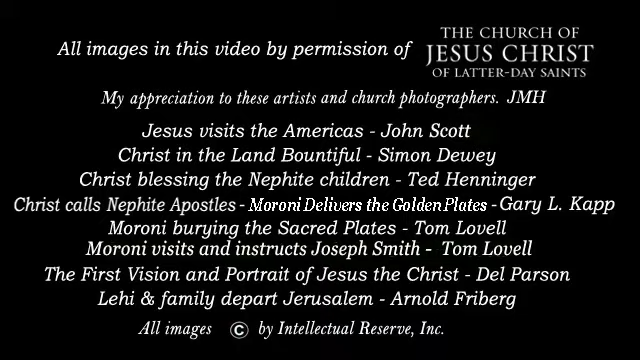 All images in this video by permission of
THE CHURCH OF
JESUS CHRIST
OF LATTER-DAY SAINTS
My appreciation to these artists and church photographers. JMH
Jesus visits the Americas - John Scott
Christ in the Land Bountiful - Simon Dewey
Christ blessing the Nephite children - Ted Henninger
Christ calls Nephite Apostles - Moroni Delivers the Golden Plates - Gary L. Kapp
Moroni burying the Sacred Plates - Tom Lovell
Moroni visits and instructs Joseph Smith - Tom Lovell
The First Vision and Portrait of Jesus the Christ - Del Parson
Lehi & family depart Jerusalem - Arnold Friberg
All images © by Intellectual Reserve, Inc.